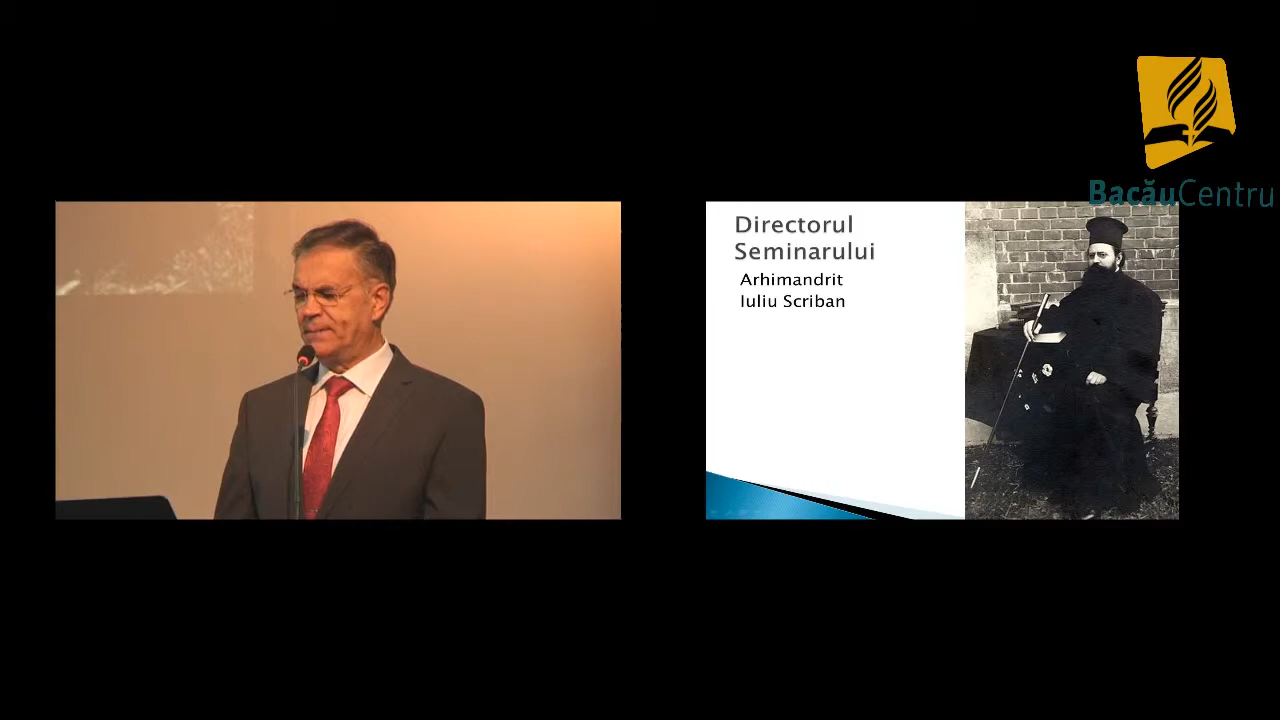 BacăuCentru
Directorul
Seminarului
Arhimandrit
Iuliu Scriban